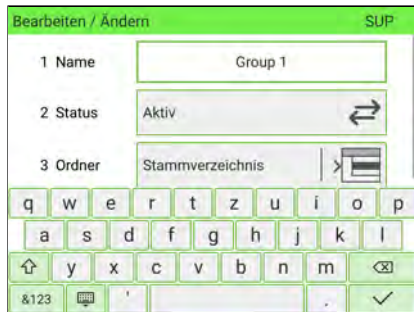 Bearbeiten / Ändern SUP
1 Name Group 1
2 Status Aktiv
3 Ordner Stammverzeichnis
q w e r t z u i o p
a s d f g h j k l
y x c v b n m
&123 ' .